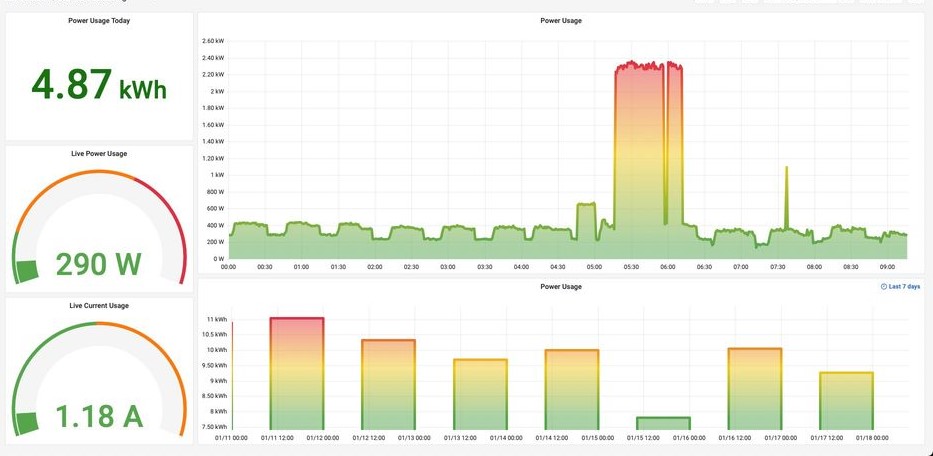 Power Usage Today
4.87 kWh
Live Power Usage
290 W
Live Current Usage
1.18 A
Power Usage
2.60 kW
2.40 kW
2.20 kW
2 kW
1.80 kW
1.60 kW
1.40 kW
1.20 kW
1 kW
800 W
600 W
400 W
200 W
0 W
00:00 00:30 01:00 01:30 02:00 02:30 03:00 03:30 04:00 04:30 05:00 05:30 06:00 06:30 07:00 07:30 08:00 08:30 09:00
Power Usage
Last 7 days
11 kWh
10.5 kWh
10 kWh
9.50 kWh
9 kWh
8.50 kWh
8 kWh
7.50 kWh
01/11 00:00 01/11 12:00 01/12 00:00 01/12 12:00 01/13 00:00 01/13 12:00 01/14 00:00 01/14 12:00 01/15 00:00 01/15 12:00 01/16 00:00 01/16 12:00 01/17 00:00 01/17 12:00 01/18 00:00